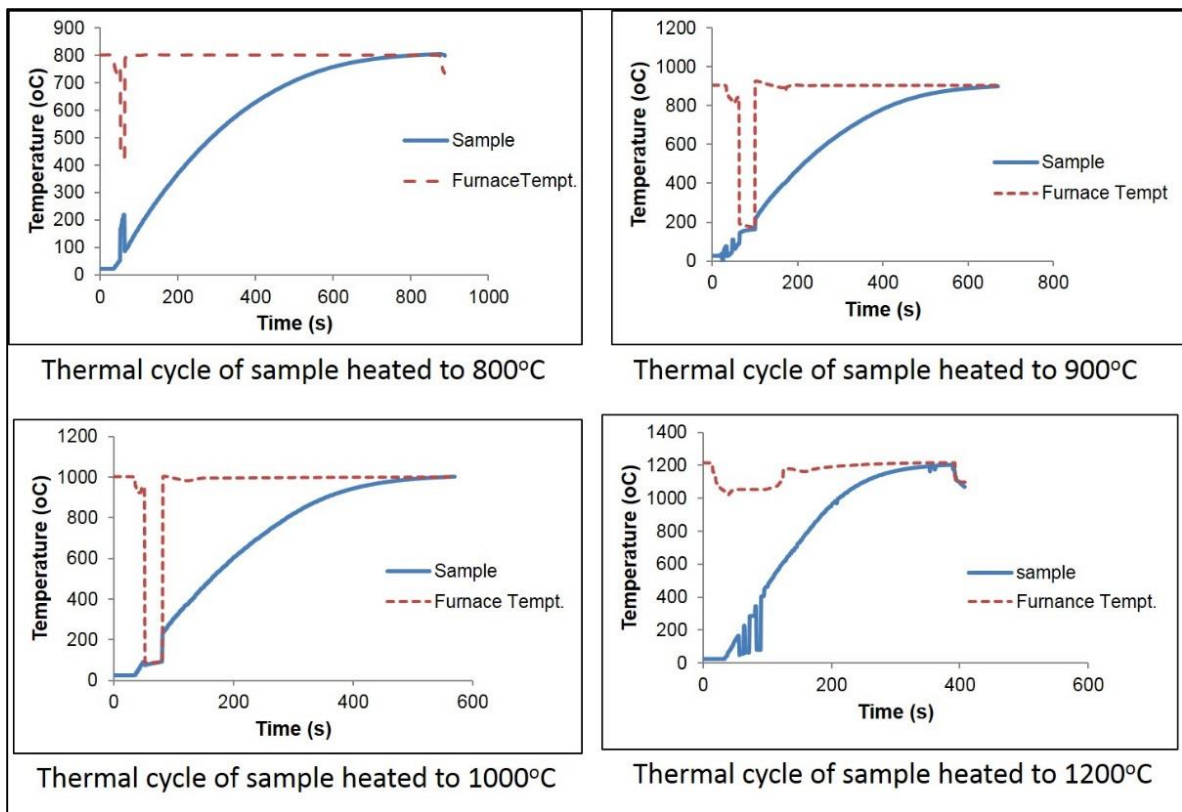 900
800
700
600
500
400
300
200
100
0
Temperature (oC)
0 200 400 600 800 1000
Time (s)
Sample
FurnaceTempt.
Thermal cycle of sample heated to 800°C
1200
1000
800
600
400
200
0
Temperature (oC)
0 200 400 600 800
Time (s)
Sample
Furnace Tempt
Thermal cycle of sample heated to 900°C
1200
1000
800
600
400
200
0
Temperature (oC)
0 200 400 600
Time (s)
Sample
Furnace Tempt.
Thermal cycle of sample heated to 1000°C
1400
1200
1000
800
600
400
200
0
Temperature (oC)
0 200 400 600
Time (s)
sample
Furnance Tempt.
Thermal cycle of sample heated to 1200°C